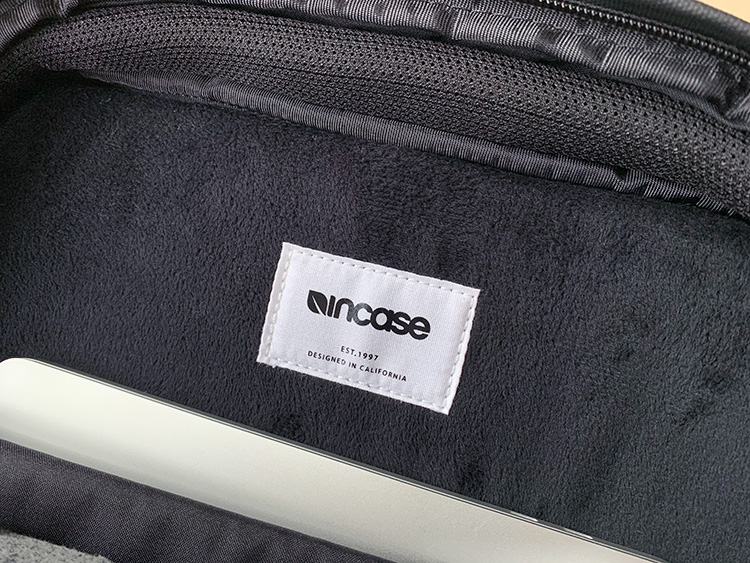 incase
EST.1997
DESIGNED IN CALIFORNIA